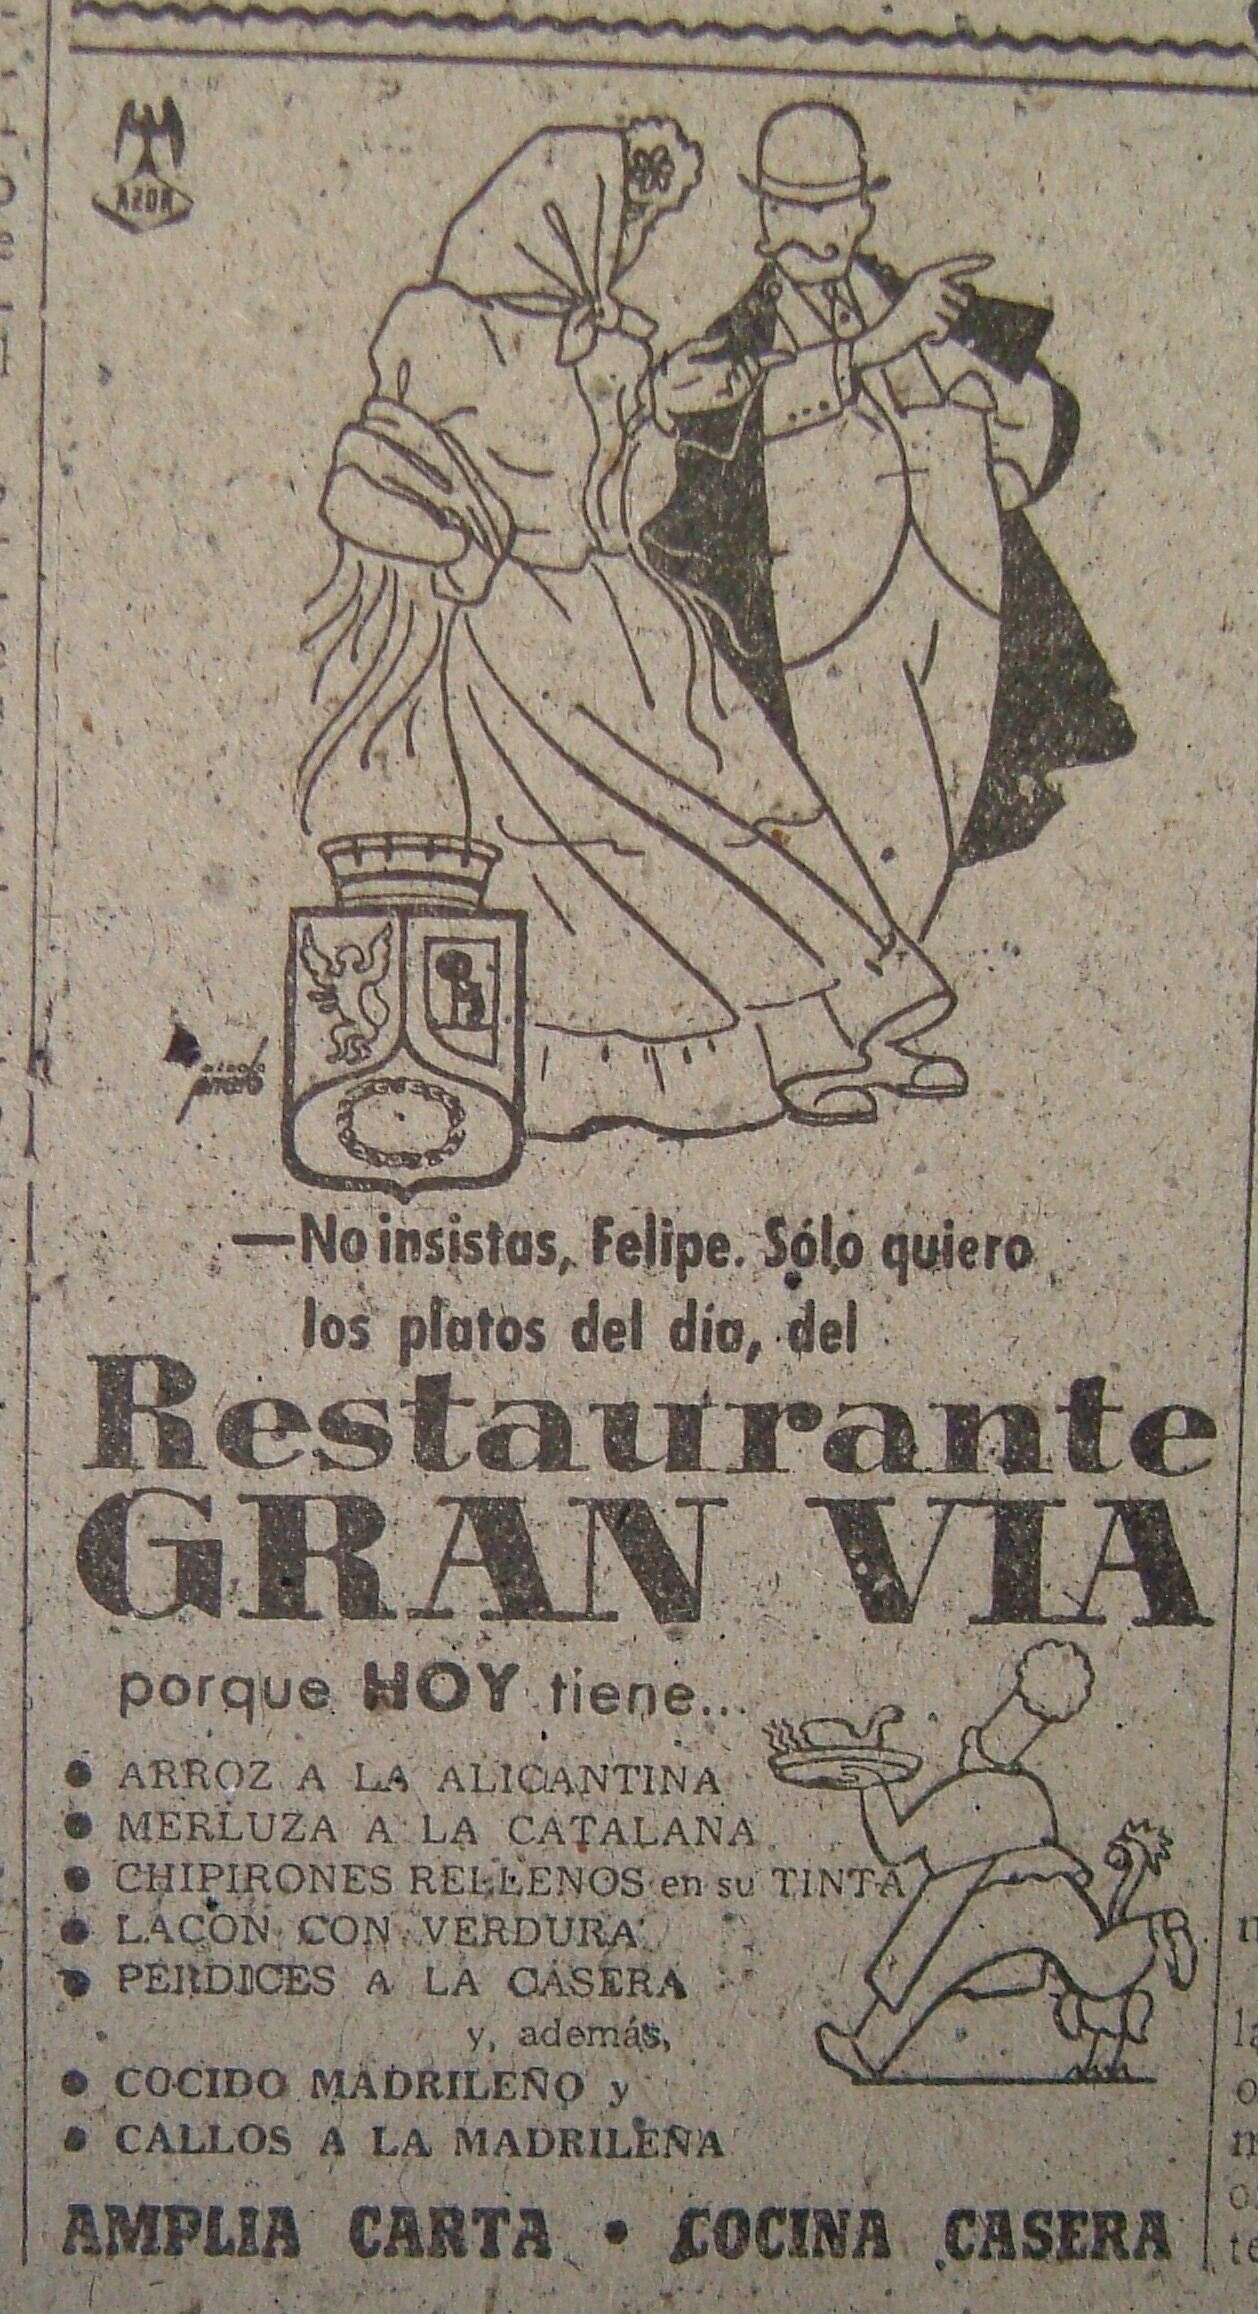 AZOR
—No insistas, Felipe. Sólo quiero
los platos del día, del
Restaurante
GRAN VIA
porque HOY tiene...
• ARROZ A LA ALICANTINA
• MERLUZA A LA CATALANA
• CHIPIRONES RELLENOS en su TINTA
• LACON CON VERDURA
• PERDICES A LA CASERA
y, además,
• COCIDO MADRILEÑO y
• CALLOS A LA MADRILEÑA
AMPLIA CARTA • COCINA CASERA